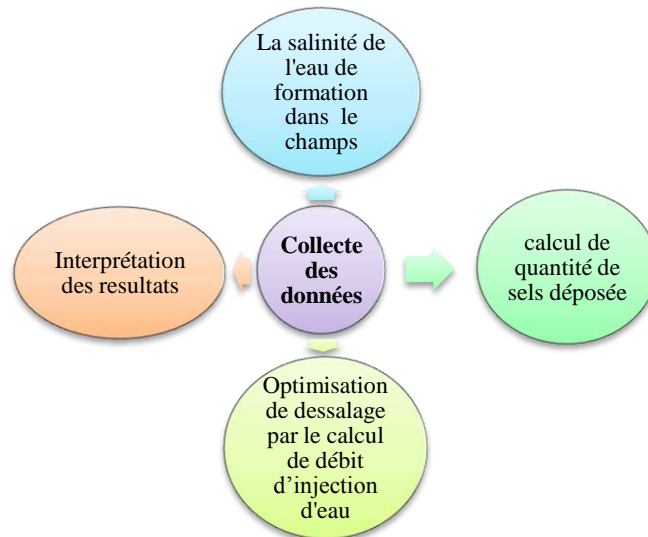 La salinité de
l'eau de
formation
dans le
champs
Interprétation
des resultats
Collecte
des
données
calcul de
quantité de
sels déposée
Optimisation
de dessalage
par le calcul
de débit
d’injection
d'eau